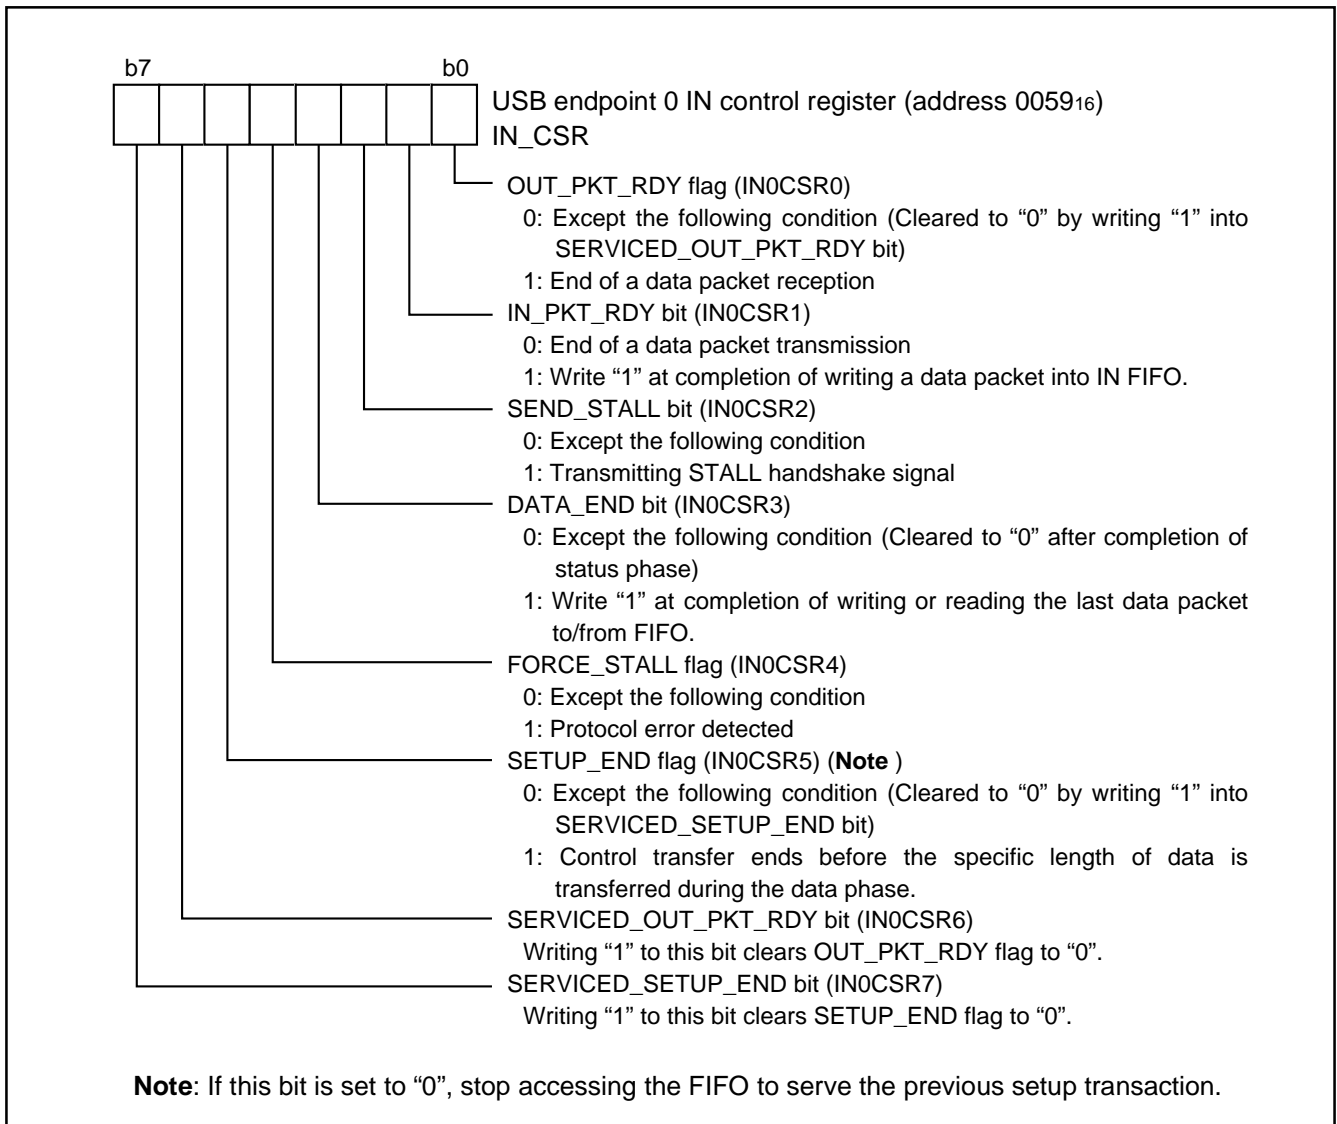 b7 b0
USB endpoint 0 IN control register (address 005916)
IN_CSR
OUT_PKT_RDY flag (IN0CSR0)
0: Except the following condition (Cleared to “0” by writing “1” into
SERVICED_OUT_PKT_RDY bit)
1: End of a data packet reception
IN_PKT_RDY bit (IN0CSR1)
0: End of a data packet transmission
1: Write “1” at completion of writing a data packet into IN FIFO.
SEND_STALL bit (IN0CSR2)
0: Except the following condition
1: Transmitting STALL handshake signal
DATA_END bit (IN0CSR3)
0: Except the following condition (Cleared to “0” after completion of
status phase)
1: Write “1” at completion of writing or reading the last data packet
to/from FIFO.
FORCE_STALL flag (IN0CSR4)
0: Except the following condition
1: Protocol error detected
SETUP_END flag (IN0CSR5) (Note )
0: Except the following condition (Cleared to “0” by writing “1” into
SERVICED_SETUP_END bit)
1: Control transfer ends before the specific length of data is
transferred during the data phase.
SERVICED_OUT_PKT_RDY bit (IN0CSR6)
Writing “1” to this bit clears OUT_PKT_RDY flag to “0”.
SERVICED_SETUP_END bit (IN0CSR7)
Writing “1” to this bit clears SETUP_END flag to “0”.
Note: If this bit is set to “0”, stop accessing the FIFO to serve the previous setup transaction.